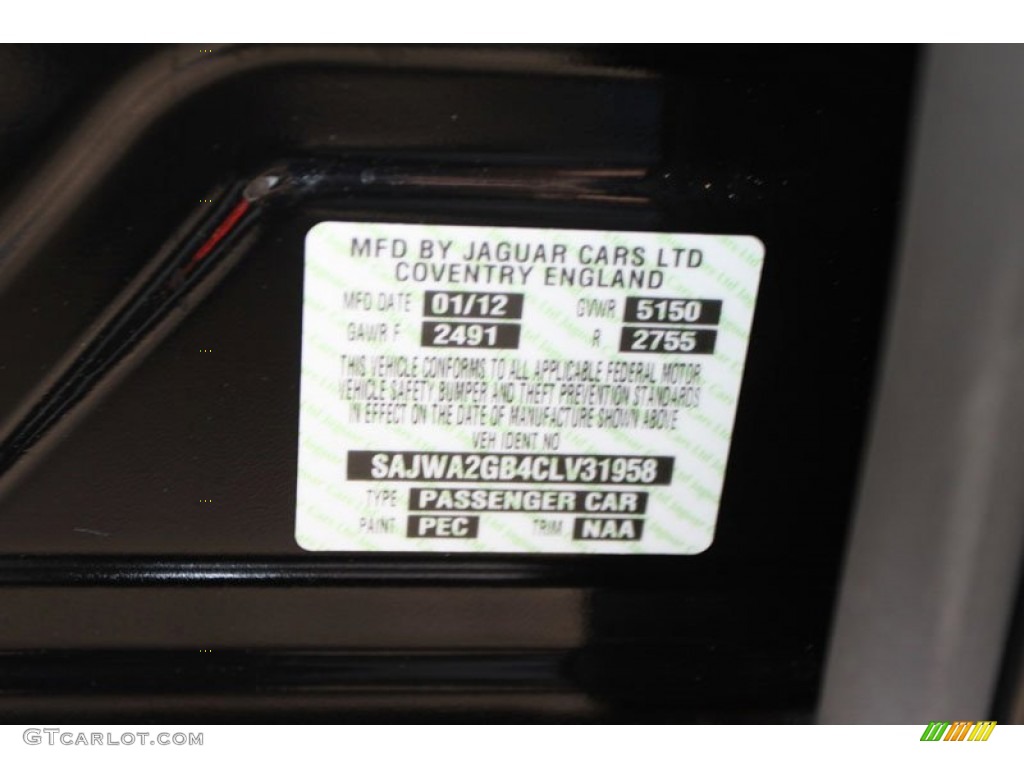 MFD BY JAGUAR CARS LTD
COVENTRY ENGLAND
MFD DATE 01/12 GVWR 5150
GAWR F 2491 R 2755
THIS VEHICLE CONFORMS TO ALL APPLICABLE FEDERAL MOTOR
VEHICLE SAFETY BUMPER AND THEFT PREVENTION STANDARDS
IN EFFECT ON THE DATE OF MANUFACTURE SHOWN ABOVE
VEH IDENT NO
SAJWA2GB4CLV31958
TYPE PASSENGER CAR
PAINT PEC TRIM NAA
GTCarlot.com